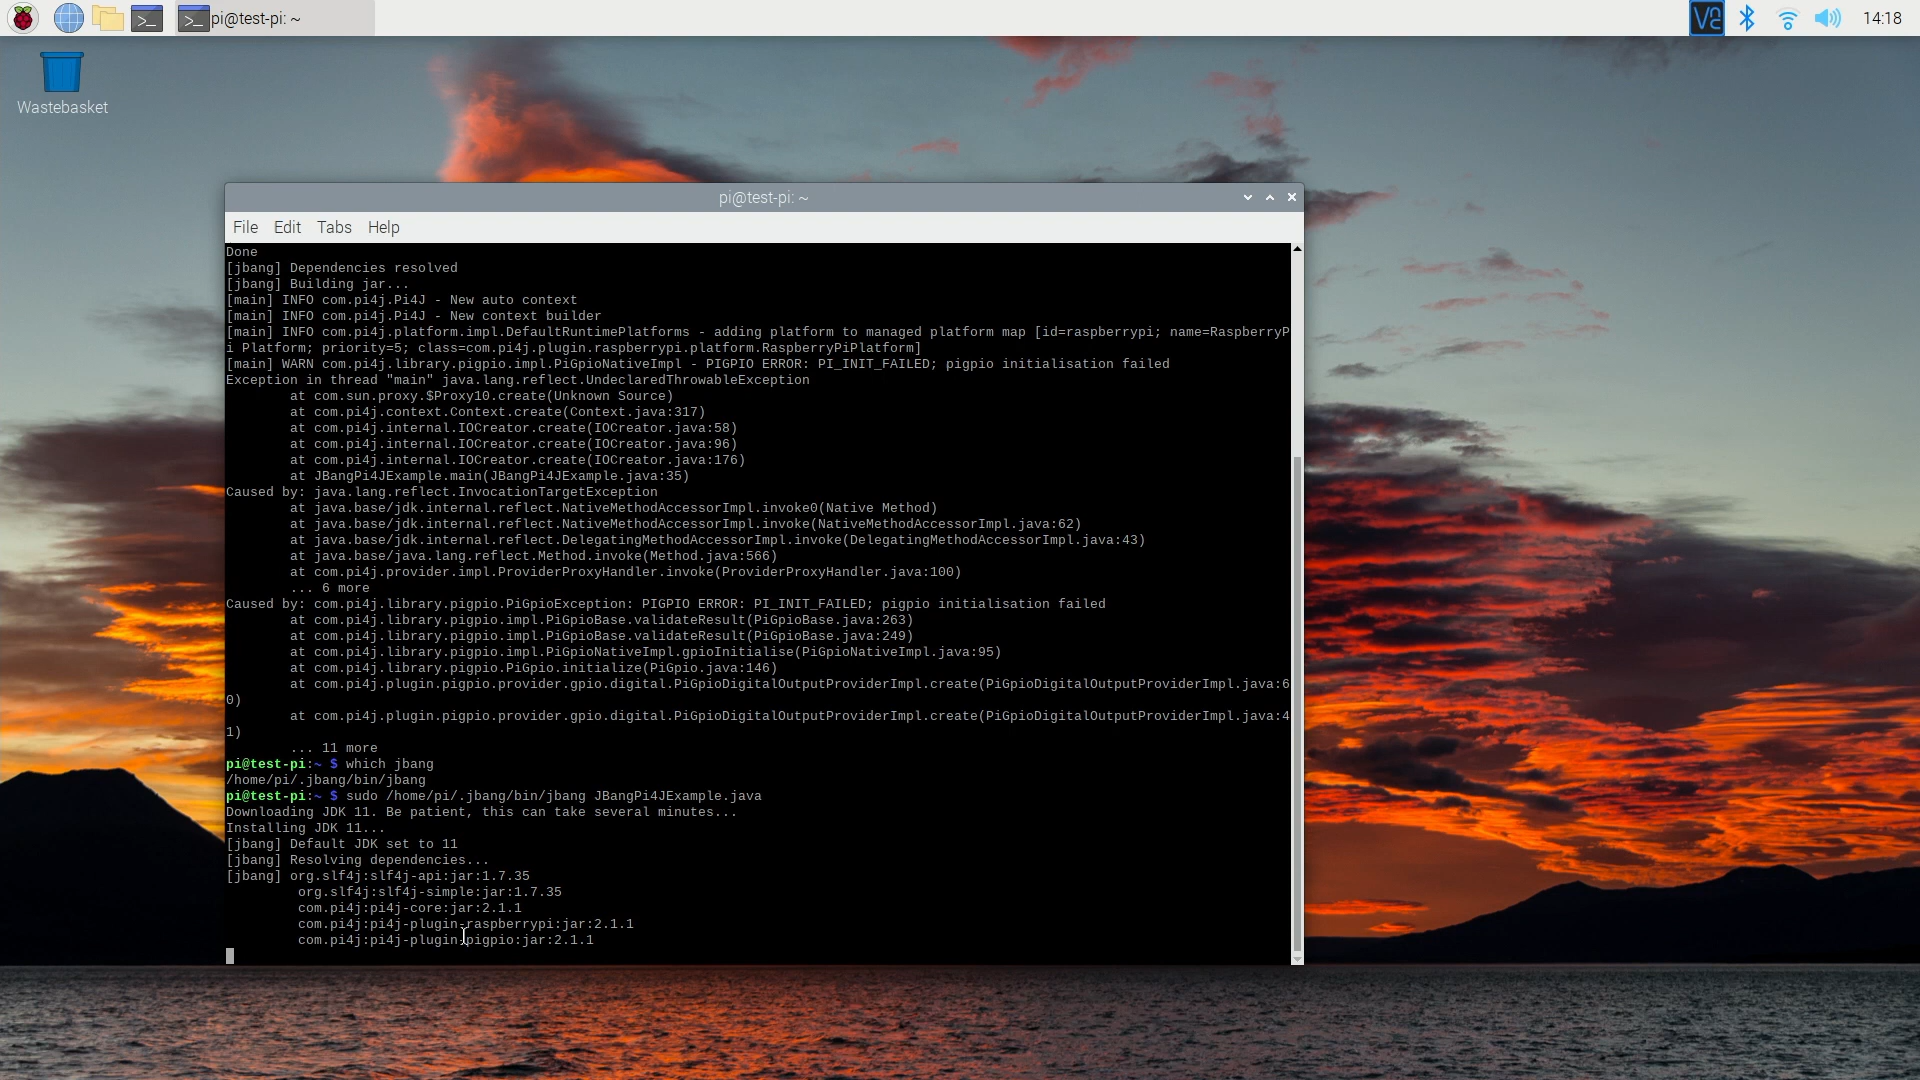 pi@test-pi: ~
14:18
Wastebasket
pi@test-pi: ~
File Edit Tabs Help
Done
[jbang] Dependencies resolved
[jbang] Building jar...
[main] INFO com.pi4j.Pi4J - New auto context
[main] INFO com.pi4j.Pi4J - New context builder
[main] INFO com.pi4j.platform.impl.DefaultRuntimePlatforms - adding platform to managed platform map [id=raspberrypi; name=RaspberryP
i Platform; priority=5; class=com.pi4j.plugin.raspberrypi.platform.RaspberryPiPlatform]
[main] WARN com.pi4j.library.pigpio.impl.PiGpioNativeImpl - PIGPIO ERROR: PI_INIT_FAILED; pigpio initialisation failed
Exception in thread "main" java.lang.reflect.UndeclaredThrowableException
at com.sun.proxy.$Proxy10.create(Unknown Source)
at com.pi4j.context.Context.create(Context.java:317)
at com.pi4j.internal.IOCreator.create(IOCreator.java:58)
at com.pi4j.internal.IOCreator.create(IOCreator.java:96)
at com.pi4j.internal.IOCreator.create(IOCreator.java:176)
at JBangPi4JExample.main(JBangPi4JExample.java:35)
Caused by: java.lang.reflect.InvocationTargetException
at java.base/jdk.internal.reflect.NativeMethodAccessorImpl.invoke0(Native Method)
at java.base/jdk.internal.reflect.NativeMethodAccessorImpl.invoke(NativeMethodAccessorImpl.java:62)
at java.base/jdk.internal.reflect.DelegatingMethodAccessorImpl.invoke(DelegatingMethodAccessorImpl.java:43)
at java.base/java.lang.reflect.Method.invoke(Method.java:566)
at com.pi4j.provider.impl.ProviderProxyHandler.invoke(ProviderProxyHandler.java:100)
... 6 more
Caused by: com.pi4j.library.pigpio.PiGpioException: PIGPIO ERROR: PI_INIT_FAILED; pigpio initialisation failed
at com.pi4j.library.pigpio.impl.PiGpioBase.validateResult(PiGpioBase.java:263)
at com.pi4j.library.pigpio.impl.PiGpioBase.validateResult(PiGpioBase.java:249)
at com.pi4j.library.pigpio.impl.PiGpioNativeImpl.gpioInitialise(PiGpioNativeImpl.java:95)
at com.pi4j.library.pigpio.PiGpio.initialize(PiGpio.java:146)
at com.pi4j.plugin.pigpio.provider.gpio.digital.PiGpioDigitalOutputProviderImpl.create(PiGpioDigitalOutputProviderImpl.java:6
0)
at com.pi4j.plugin.pigpio.provider.gpio.digital.PiGpioDigitalOutputProviderImpl.create(PiGpioDigitalOutputProviderImpl.java:4
1)
... 11 more
pi@test-pi:~ $ which jbang
/home/pi/.jbang/bin/jbang
pi@test-pi:~ $ sudo /home/pi/.jbang/bin/jbang JBangPi4JExample.java
Downloading JDK 11. Be patient, this can take several minutes...
Installing JDK 11...
[jbang] Default JDK set to 11
[jbang] Resolving dependencies...
[jbang] org.slf4j:slf4j-api:jar:1.7.35
org.slf4j:slf4j-simple:jar:1.7.35
com.pi4j:pi4j-core:jar:2.1.1
com.pi4j:pi4j-plugin-raspberrypi:jar:2.1.1
com.pi4j:pi4j-plugin-pigpio:jar:2.1.1